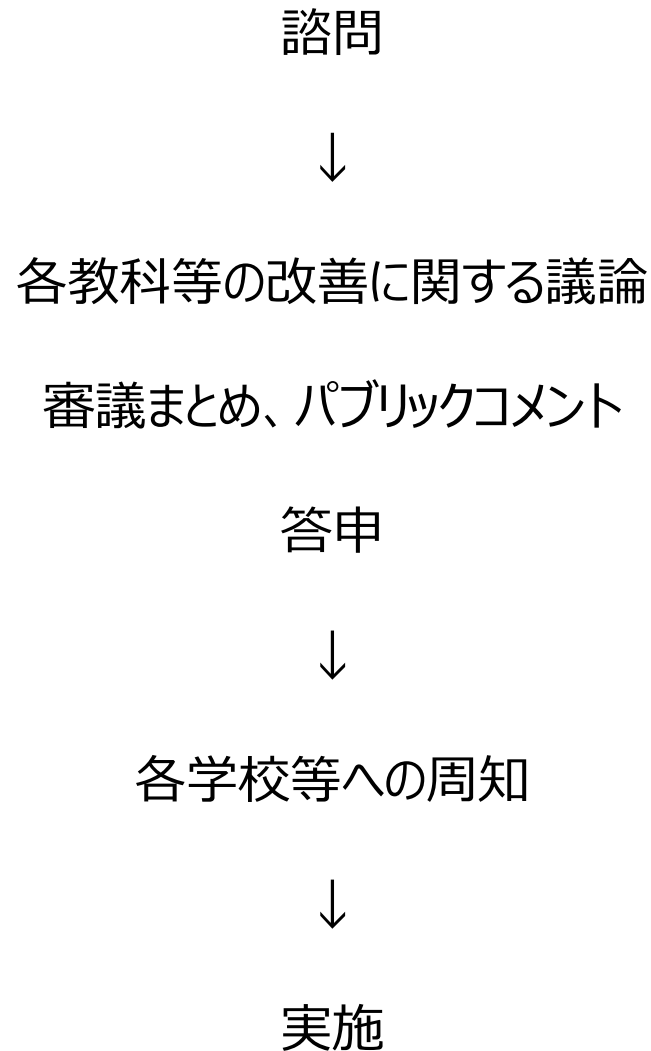 諮問
↓
各教科等の改善に関する議論
審議まとめ、パブリックコメント
答申
↓
各学校等への周知
↓
実施